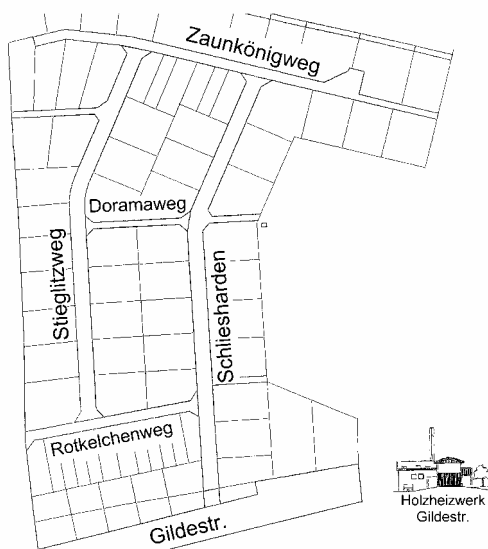 Zaunkönigweg
Doramaweg
Stieglitzweg
Schliesharden
Rotkelchenweg
Gildestr.
Holzheizwerk
Gildestr.